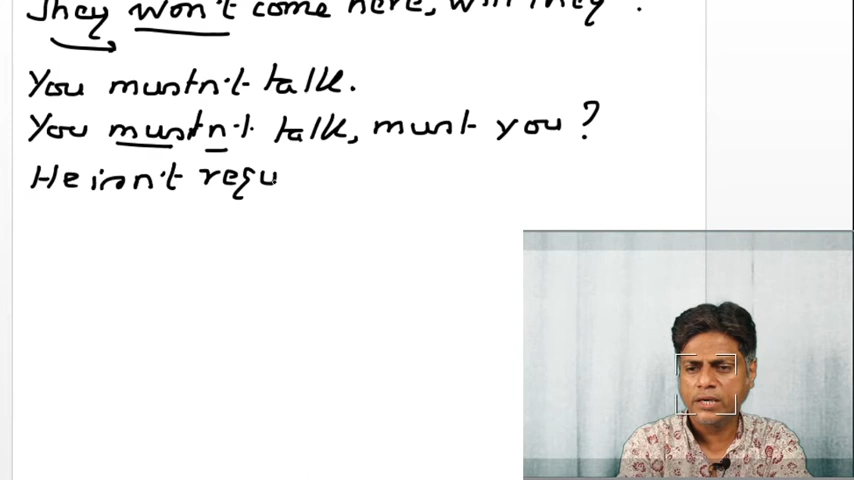 They won't come here, will they ?
You mustn't talk.
You mustn't talk, must you ?
He isn't regu